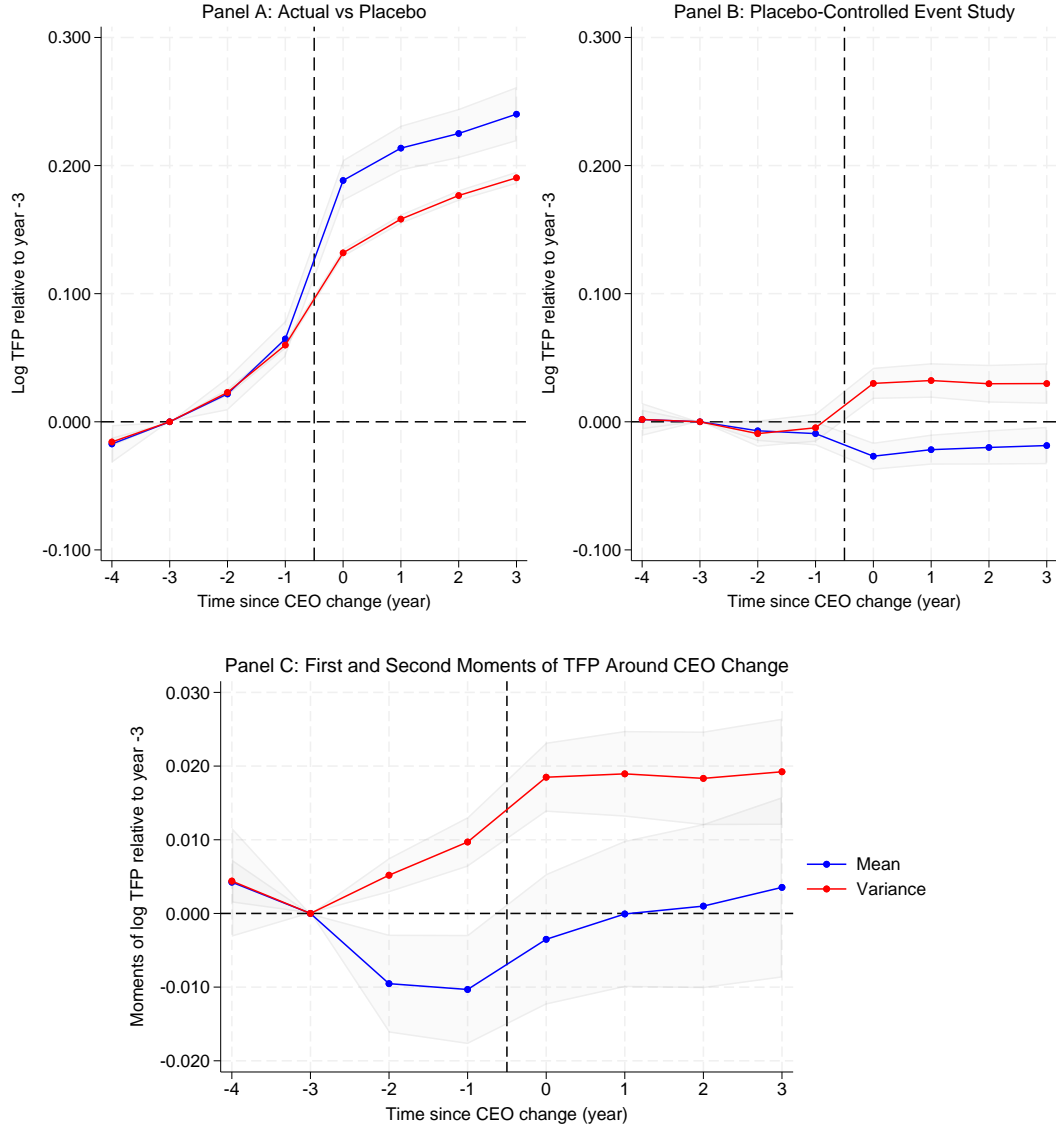 Panel A: Actual vs Placebo
Log TFP relative to year -3
0.300
0.200
0.100
0.000
-0.100
-4 -3 -2 -1 0 1 2 3
Time since CEO change (year)
Panel B: Placebo-Controlled Event Study
Log TFP relative to year -3
0.300
0.200
0.100
0.000
-0.100
-4 -3 -2 -1 0 1 2 3
Time since CEO change (year)
Panel C: First and Second Moments of TFP Around CEO Change
Moments of log TFP relative to year -3
0.030
0.020
0.010
0.000
-0.010
-0.020
-4 -3 -2 -1 0 1 2 3
Time since CEO change (year)
Mean
Variance